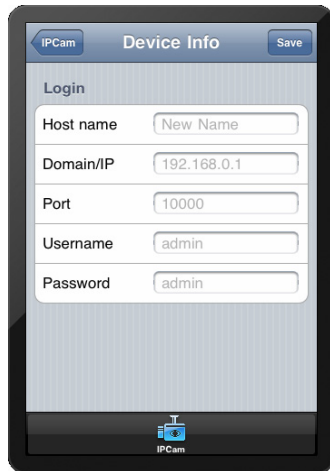 IPCam Device Info Save
Login
Host name New Name
Domain/IP 192.168.0.1
Port 10000
Username admin
Password admin
IPCam